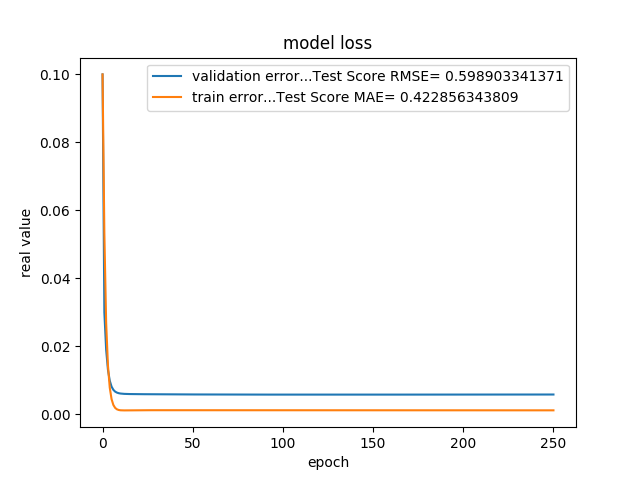 model loss
validation error...Test Score RMSE= 0.598903341371
train error...Test Score MAE= 0.422856343809
real value
0.10
0.08
0.06
0.04
0.02
0.00
0 50 100 150 200 250
epoch